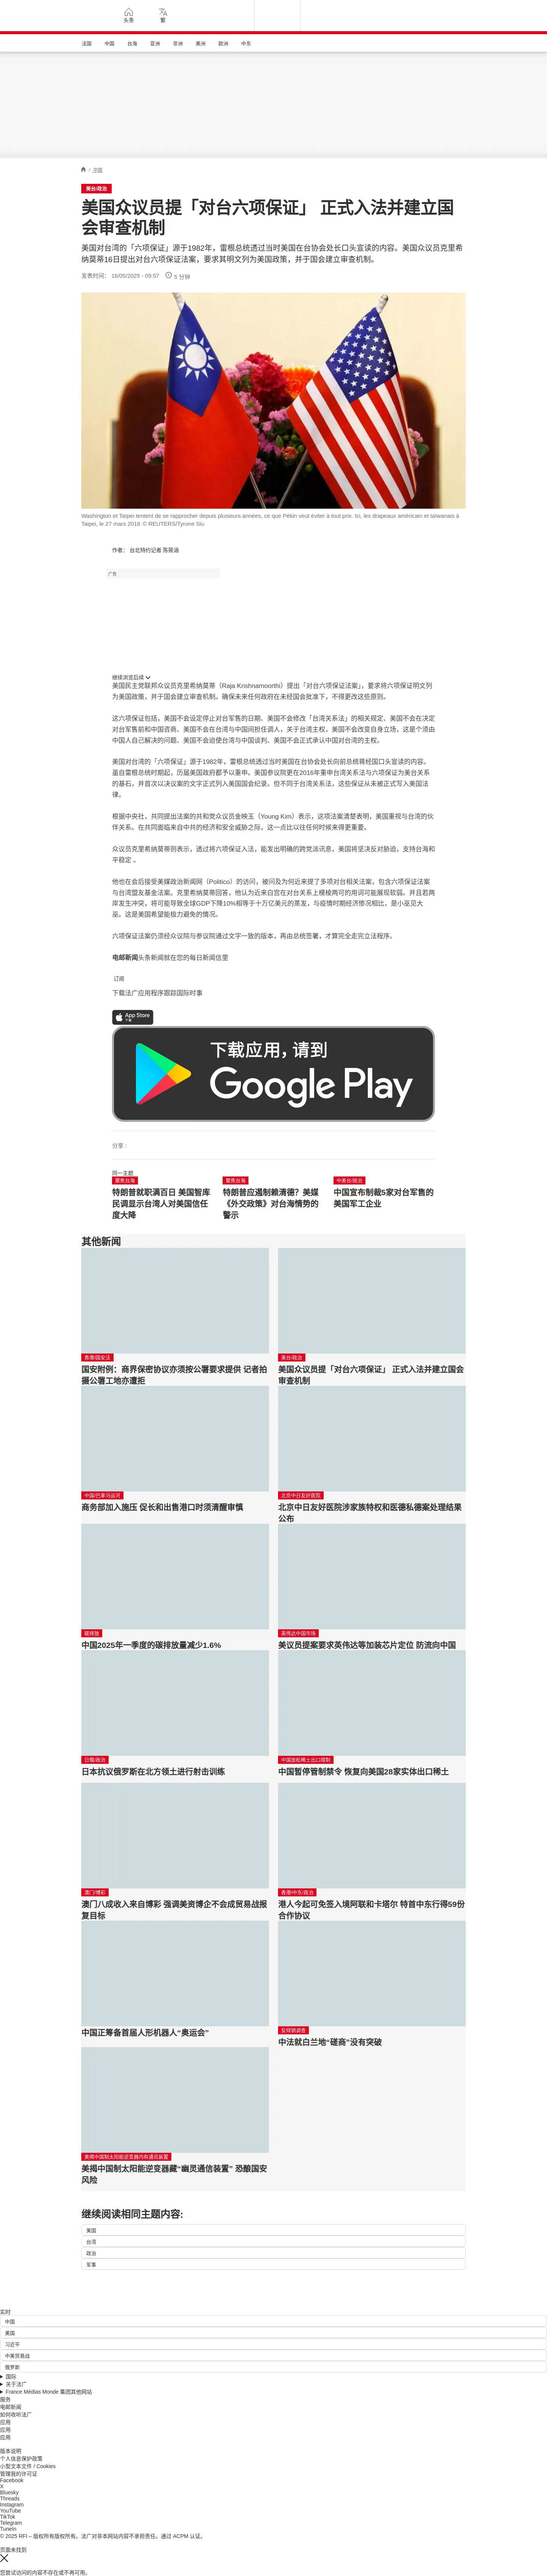 头条
繁
法国
中国
台海
亚洲
非洲
美洲
欧洲
中东
/ 中国
美台/政治
美国众议员提「对台六项保证」 正式入法并建立国
会审查机制
美国对台湾的「六项保证」源于1982年，雷根总统透过当时美国在台协会处长口头宣读的内容。美国众议员克里希
纳莫蒂16日提出对台六项保证法案，要求其明文列为美国政策，并于国会建立审查机制。
发表时间： 16/05/2025 - 09:57
5 分钟
Washington et Taïpei tentent de se rapprocher depuis plusieurs années, ce que Pékin veut éviter à tout prix. Ici, les drapeaux américain et taiwanais à
Taipei, le 27 mars 2018 © REUTERS/Tyrone Siu
作者： 台北特约记者 陈筱涵
广告
继续浏览后续
美国民主党联邦众议员克里希纳莫蒂（Raja Krishnamoorthi）提出「对台六项保证法案」，要求将六项保证明文列
为美国政策，并于国会建立审查机制。确保未来任何政府在未经国会批准下，不得更改这些原则。
这六项保证包括，美国不会设定停止对台军售的日期、美国不会修改「台湾关系法」的相关规定、美国不会在决定
对台军售前和中国咨商、美国不会在台湾与中国间担任调人，关于台湾主权，美国不会改变自身立场，这是个须由
中国人自己解决的问题、美国不会迫使台湾与中国谈判、美国不会正式承认中国对台湾的主权。
美国对台湾的「六项保证」源于1982年，雷根总统透过当时美国在台协会处长向前总统蒋经国口头宣读的内容。
虽自雷根总统时期起，历届美国政府都予以重申。美国参议院更在2016年重申台湾关系法与六项保证为美台关系
的基石，并首次以决议案的文字正式列入美国国会纪录。但不同于台湾关系法，这些保证从未被正式写入美国法
律。
根据中央社，共同提出法案的共和党众议员金映玉（Young Kim）表示，这项法案清楚表明，美国重视与台湾的伙
伴关系。在共同面临来自中共的经济和安全威胁之际，这一点比以往任何时候来得更重要。
众议员克里希纳莫蒂则表示，透过将六项保证入法，能发出明确的跨党派讯息，美国将坚决反对胁迫，支持台海和
平稳定 。
他也在会后接受美媒政治新闻网（Politico）的访问，被问及为何近来提了多项对台相关法案，包含六项保证法案
与台湾盟友基金法案。克里希纳莫蒂回答，他认为近来白宫在对台关系上模棱两可的用词可能展现软弱。并且若两
岸发生冲突，将可能导致全球GDP下降10%相等于十万亿美元的蒸发，与疫情时期经济惨况相比，是小巫见大
巫。这是美国希望能极力避免的情况。
六项保证法案仍须经众议院与参议院通过文字一致的版本，再由总统签署，才算完全走完立法程序。
电邮新闻头条新闻就在您的每日新闻信里
订阅
下载法广应用程序跟踪国际时事
App Store
下载
下载应用，请到
Google Play
分享 :
同一主题
聚焦台海
特朗普就职满百日 美国智库
民调显示台湾人对美国信任
度大降
聚焦台海
特朗普应遏制赖清德？美媒
《外交政策》对台海情势的
警示
中美台/政治
中国宣布制裁5家对台军售的
美国军工企业
其他新闻
香港/国安法
国安附例：商界保密协议亦须按公署要求提供 记者拍
摄公署工地亦遭拒
美台/政治
美国众议员提「对台六项保证」 正式入法并建立国会
审查机制
中国/巴拿马运河
商务部加入施压 促长和出售港口时须清醒审慎
北京中日友好医院
北京中日友好医院涉家族特权和医德私德案处理结果
公布
碳排放
中国2025年一季度的碳排放量减少1.6%
英伟达中国市场
美议员提案要求英伟达等加装芯片定位 防流向中国
日俄/政治
日本抗议俄罗斯在北方领土进行射击训练
中国放松稀土出口管制
中国暂停管制禁令 恢复向美国28家实体出口稀土
澳门/博彩
澳门八成收入来自博彩 强调美资博企不会成贸易战报
复目标
香港/中东/政治
港人今起可免签入境阿联和卡塔尔 特首中东行得59份
合作协议
中国正筹备首届人形机器人“奥运会”
反倾销调查
中法就白兰地“磋商”没有突破
美揭中国制太阳能逆变器内有通讯装置
美揭中国制太阳能逆变器藏“幽灵通信装置” 恐酿国安
风险
继续阅读相同主题内容:
美国
台湾
政治
军事
实时
中国
美国
习近平
中美贸易战
俄罗斯
国际
关于法广
France Médias Monde 集团其他网站
服务
电邮新闻
如何收听法广
应用
应用
应用
版本说明
个人信息保护政策
小型文本文件 / Cookies
管理我的许可证
Facebook
X
Bluesky
Threads
Instagram
YouTube
TikTok
Telegram
TuneIn
© 2025 RFI – 版权所有版权所有。法广对非本网站内容不承担责任。通过 ACPM 认证。
页面未找到
您尝试访问的内容不存在或不再可用。